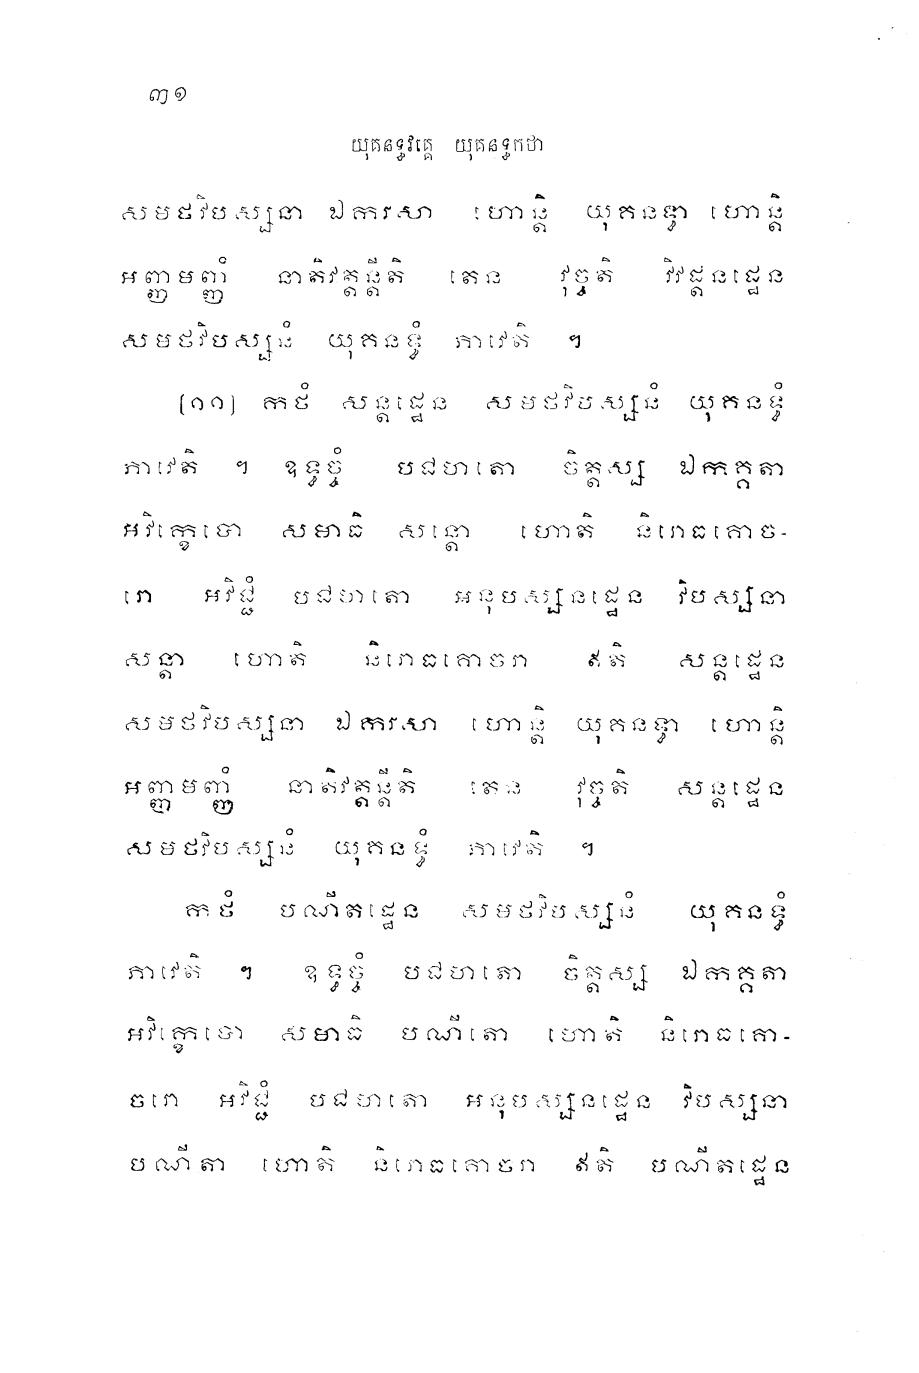 ៣១
យុគនទ្ធវគ្គេ យុគនទ្ធកថា
សមថវិបស្សនា ឯករសា ហោន្តិ យុគនទ្ធា ហោន្តិ
អញ្ញមញ្ញំ នាតិវត្តន្តីតិ តេន វុច្ចតិ វិវដ្តនដ្ឋេន
សមថវិបស្សនំ យុគនទ្ធំ ភាវេតិ ៗ
(១១) កថំ សន្តដ្ឋេន សមថវិបស្សនំ យុគនទ្ធំ
ភាវេតិ ៗ ឧទ្ធច្ចំ បជហតោ ចិត្តស្ស ឯកគ្គតា
អវិក្ខេបោ សមាធិ សន្តោ ហោតិ និរោធគោច-
រោ អវិជ្ជំ បជហតោ អនុបស្សនដ្ឋេន វិបស្សនា
សន្តា ហោតិ និរោធគោចរា ឥតិ សន្តដ្ឋេន
សមថវិបស្សនា ឯករសា ហោន្តិ យុគនទ្ធា ហោន្តិ
អញ្ញមញ្ញំ នាតិវត្តន្តីតិ តេន វុច្ចតិ សន្តដ្ឋេន
សមថវិបស្សនំ យុគនទ្ធំ ភាវេតិ ៗ
កថំ បណីតដ្ឋេន សមថវិបស្សនំ យុគនទ្ធំ
ភាវេតិ ៗ ឧទ្ធច្ចំ បជហតោ ចិត្តស្ស ឯកគ្គតា
អវិក្ខេបោ សមាធិ បណីតោ ហោតិ និរោធគោ-
ចរោ អវិជ្ជំ បជហតោ អនុបស្សនដ្ឋេន វិបស្សនា
បណីតា ហោតិ និរោធគោចរា ឥតិ បណីតដ្ឋេន